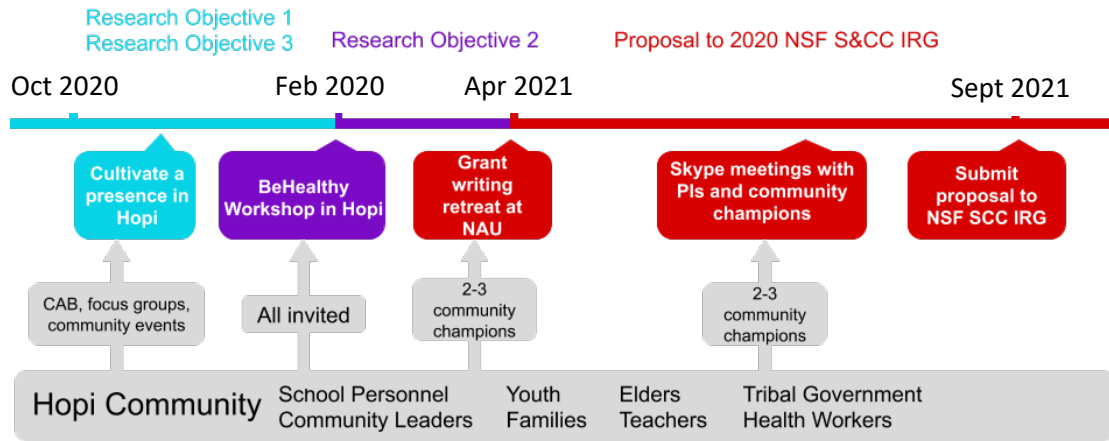 Research Objective 1
Research Objective 3
Research Objective 2
Proposal to 2020 NSF S&CC IRG
Oct 2020
Feb 2020
Apr 2021
Sept 2021
Cultivate a
presence in
Hopi
BeHealthy
Workshop in Hopi
Grant
writing
retreat at
NAU
Skype meetings with
PIs and community
champions
Submit
proposal to
NSF SCC IRG
CAB, focus groups,
community events
All invited
2-3
community
champions
2-3
community
champions
Hopi Community
School Personnel
Community Leaders
Youth
Families
Elders
Teachers
Tribal Government
Health Workers